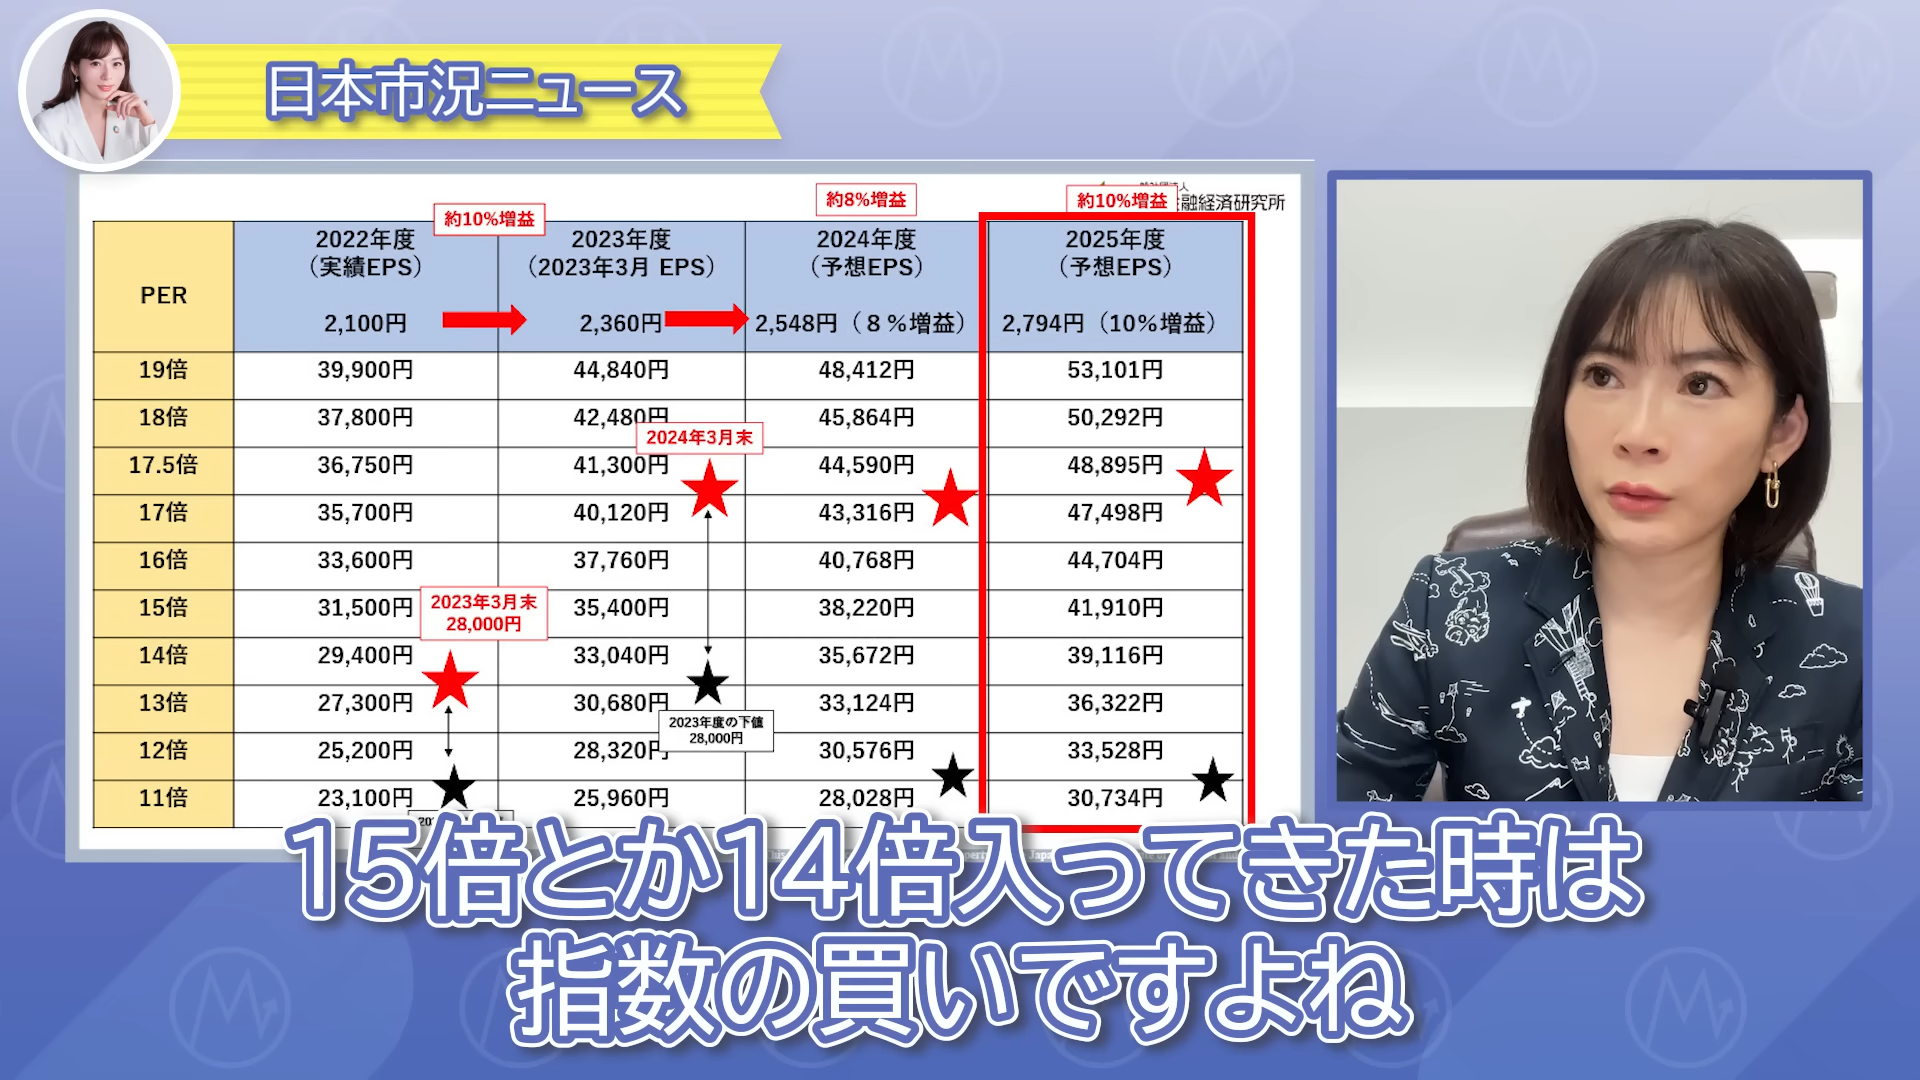 日本市況ニュース
融経済研究所
約10%増益
約8%増益
約10%増益
PER
2022年度
（実績EPS）
2,100円
2023年度
（2023年3月 EPS）
2,360円
2024年度
（予想EPS）
2,548円（８％増益）
2025年度
（予想EPS）
2,794円（10％増益）
19倍 39,900円 44,840円 48,412円 53,101円
18倍 37,800円 42,480円 45,864円 50,292円
2024年3月末
17.5倍 36,750円 41,300円 44,590円 48,895円
17倍 35,700円 40,120円 43,316円 47,498円
16倍 33,600円 37,760円 40,768円 44,704円
15倍 31,500円 35,400円 38,220円 41,910円
2023年3月末
28,000円
14倍 29,400円 33,040円 35,672円 39,116円
13倍 27,300円 30,680円 33,124円 36,322円
2023年度の下値
28,000円
12倍 25,200円 28,320円 30,576円 33,528円
11倍 23,100円 25,960円 28,028円 30,734円
15倍とか14倍入ってきた時は
指数の買いですよね